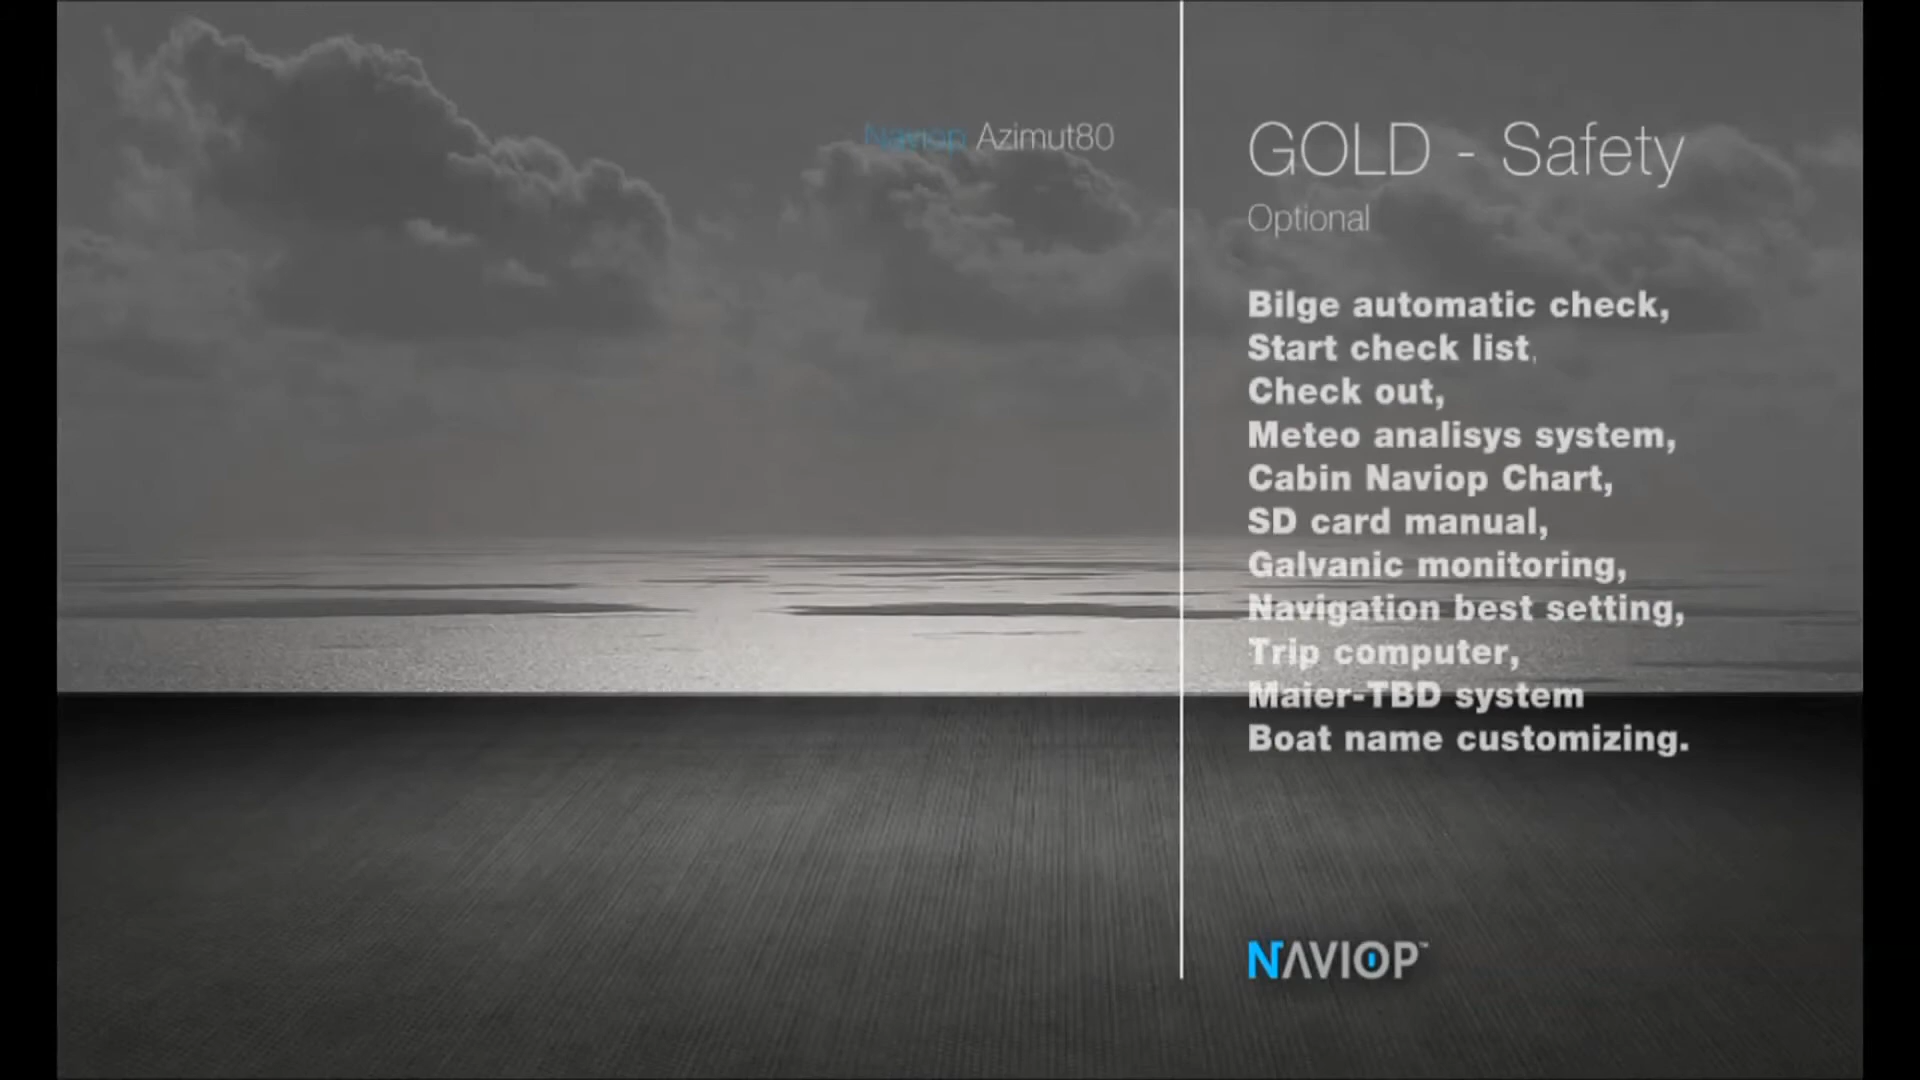 Naviop Azimut80
GOLD - Safety
Optional
Bilge automatic check,
Start check list,
Check out,
Meteo analisys system,
Cabin Naviop Chart,
SD card manual,
Galvanic monitoring,
Navigation best setting,
Trip computer,
Maier-TBD system
Boat name customizing.
NAVIOP™